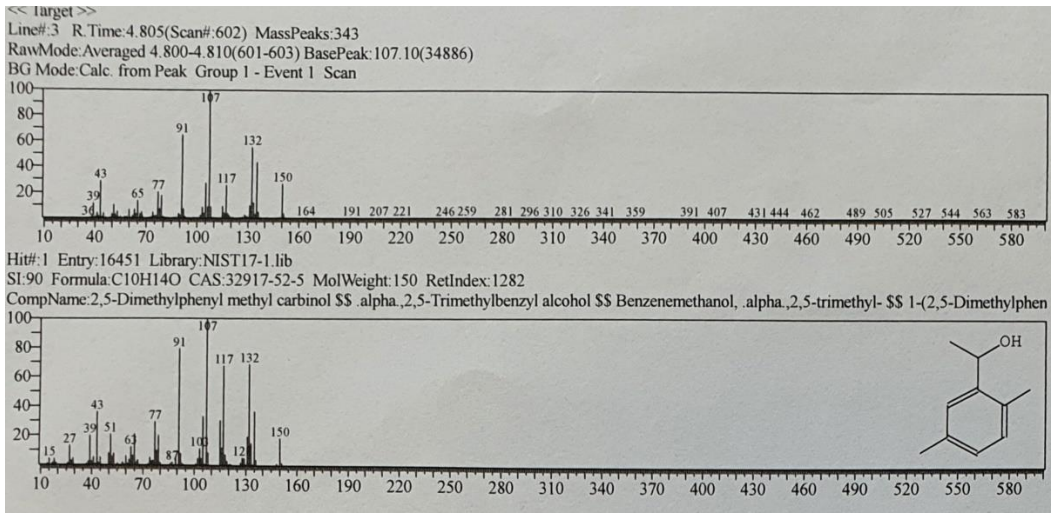 << Target >>
Line#:3 R.Time:4.805(Scan#:602) MassPeaks:343
RawMode:Averaged 4.800-4.810(601-603) BasePeak:107.10(34886)
BG Mode:Calc. from Peak Group 1 - Event 1 Scan
100
107
80
91
60
132
40
43
117
150
20
39
65
77
164 191 207 221 246 259 281 296 310 326 341 359 391 407 431 444 462 489 505 527 544 563 583
10 40 70 100 130 160 190 220 250 280 310 340 370 400 430 460 490 520 550 580
Hit#:1 Entry:16451 Library:NIST17-1.lib
SI:90 Formula:C10H14O CAS:32917-52-5 MolWeight:150 RetIndex:1282
CompName:2,5-Dimethylphenyl methyl carbinol $$ .alpha.,2,5-Trimethylbenzyl alcohol $$ Benzenemethanol, .alpha.,2,5-trimethyl- $$ 1-(2,5-Dimethylphen
100
107
80
91
117 132
OH
60
40
43
77
20
39 51
150
15 27
63
87
10 40 70 100 130 160 190 220 250 280 310 340 370 400 430 460 490 520 550 580